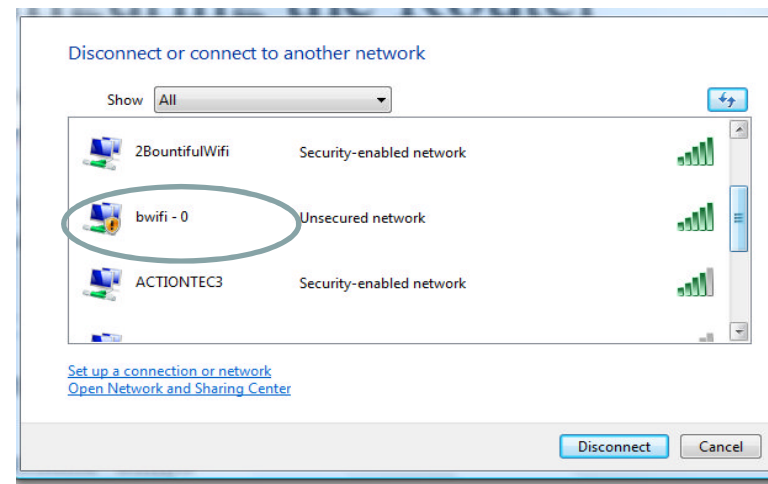 Disconnect or connect to another network
Show All
2BountifulWifi Security-enabled network
bwifi - 0 Unsecured network
ACTIONTEC3 Security-enabled network
Set up a connection or network
Open Network and Sharing Center
Disconnect Cancel